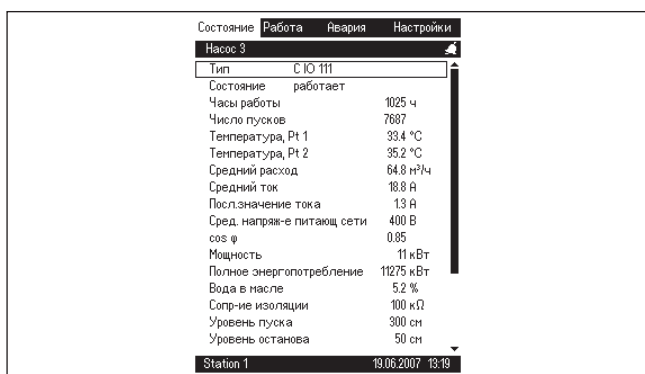 Состояние Работа Авария Настройки
Насос 3
Тип С IO 111
Состояние работает
Часы работы 1025 ч
Число пусков 7687
Температура, Pt 1 33.4 °C
Температура, Pt 2 35.2 °C
Средний расход 64.8 м³/ч
Средний ток 18.8 А
Посл.значение тока 1.3 А
Сред. напряж-е питающ сети 400 В
cos φ 0.85
Мощность 11 кВт
Полное энергопотребление 11275 кВт
Вода в масле 5.2 %
Сопр-ие изоляции 100 кΩ
Уровень пуска 300 см
Уровень останова 50 см
Station 1 19.06.2007 13:19